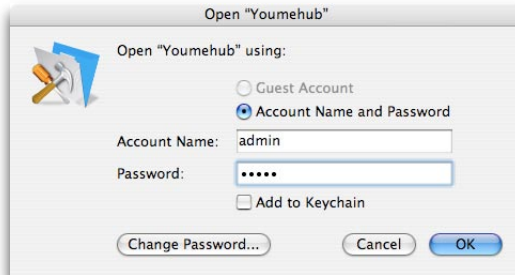 Open “Youmehub”
Open “Youmehub” using:
Guest Account
Account Name and Password
Account Name: admin
Password: •••••
Add to Keychain
Change Password... Cancel OK